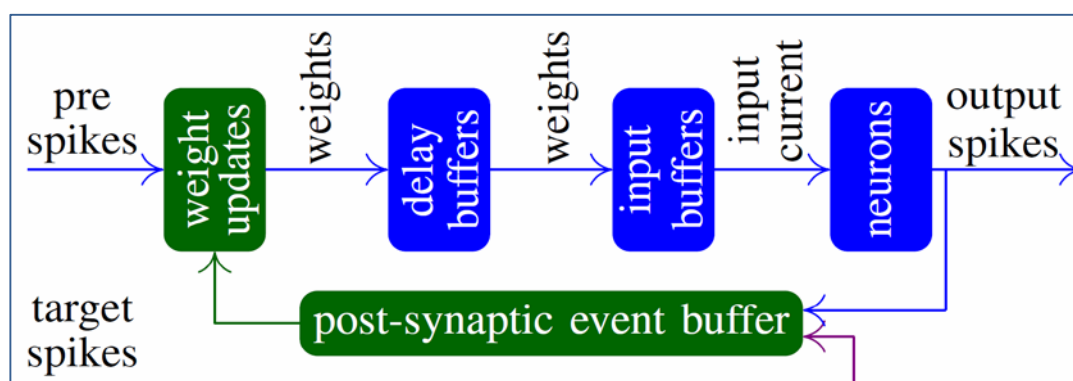 pre
spikes
weight
updates
weights
delay
buffers
weights
input
buffers
input
current
neurons
output
spikes
target
spikes
post-synaptic event buffer